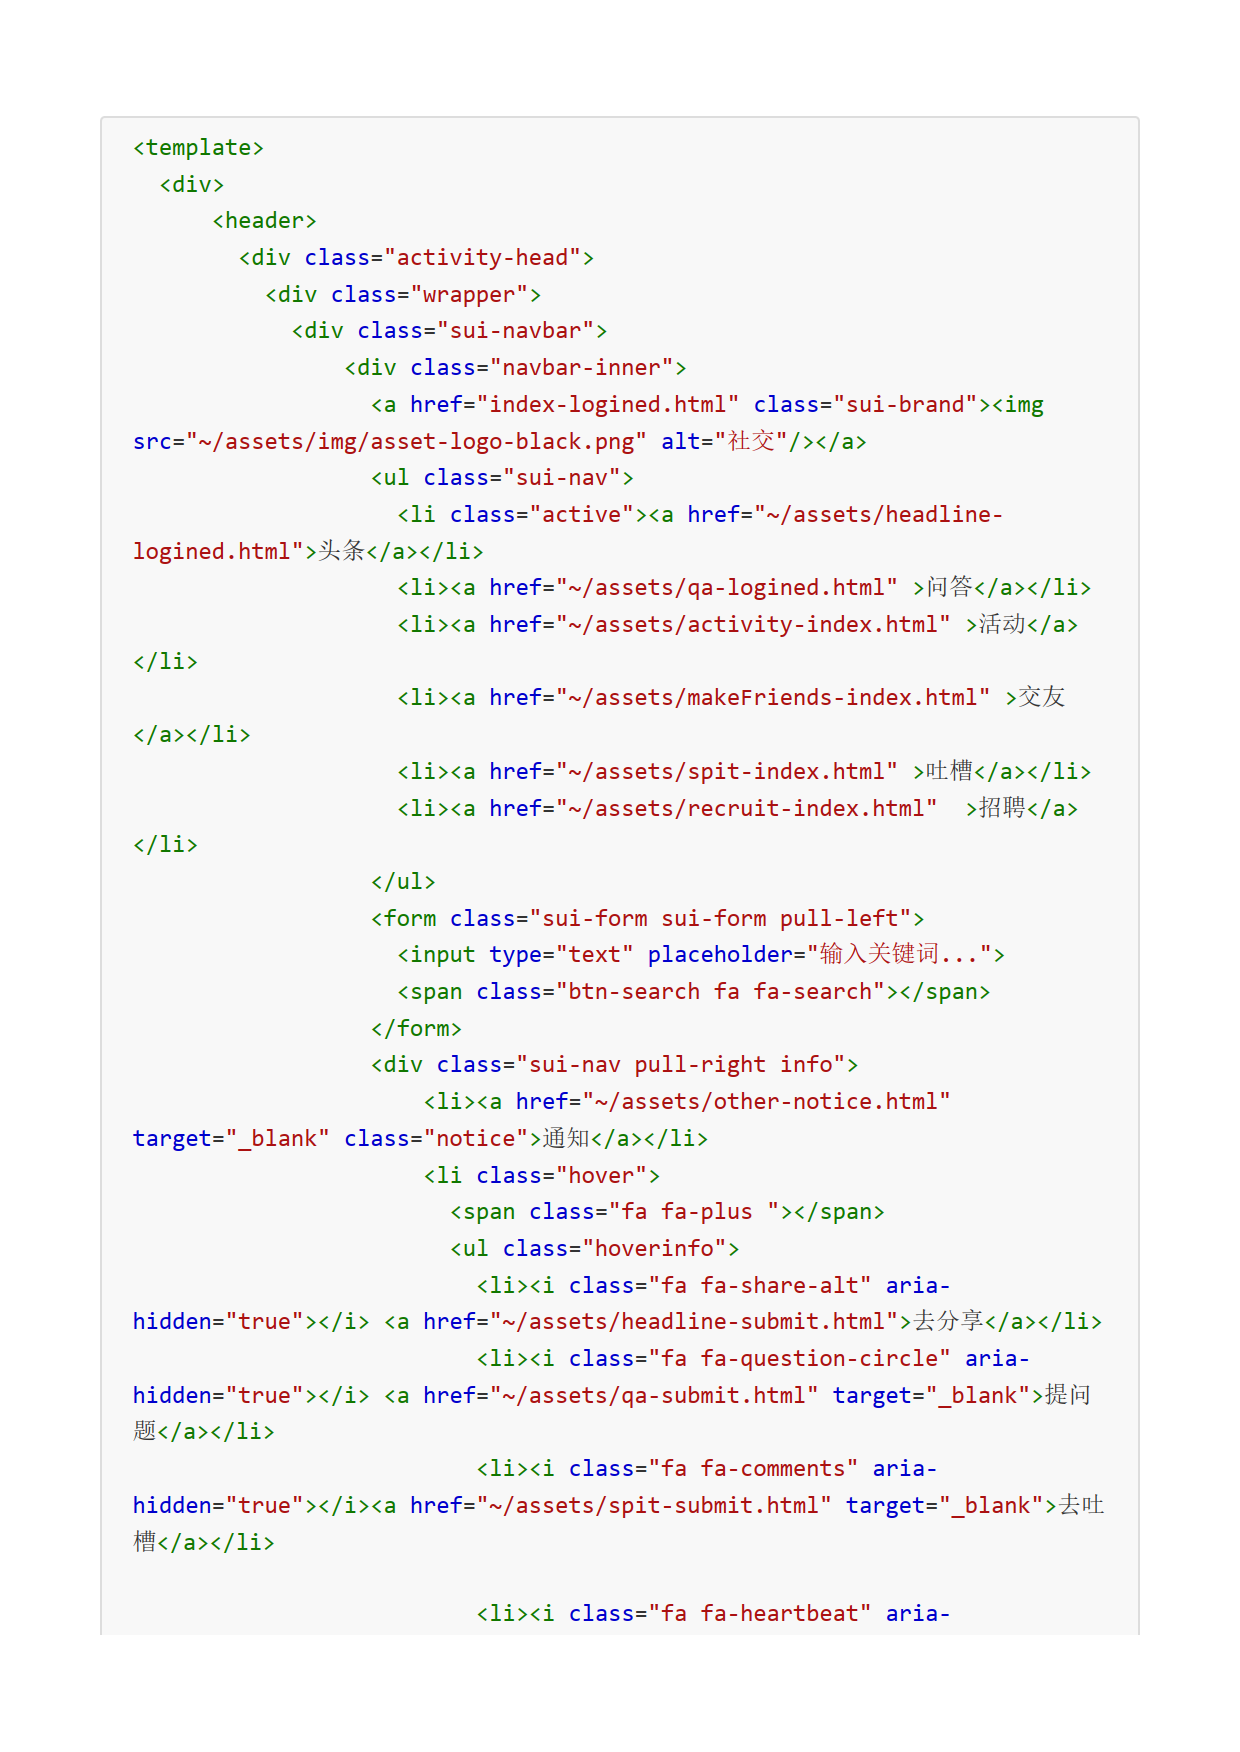 <template>
  <div>
      <header>
        <div class="activity-head">
          <div class="wrapper">
            <div class="sui-navbar">
                <div class="navbar-inner">
                  <a href="index-logined.html" class="sui-brand"><img
src="~/assets/img/asset-logo-black.png" alt="社交"/></a>
                  <ul class="sui-nav">
                    <li class="active"><a href="~/assets/headline-
logined.html">头条</a></li>
                    <li><a href="~/assets/qa-logined.html" >问答</a></li>
                    <li><a href="~/assets/activity-index.html" >活动</a>
</li>
                    <li><a href="~/assets/makeFriends-index.html" >交友
</a></li>
                    <li><a href="~/assets/spit-index.html" >吐槽</a></li>
                    <li><a href="~/assets/recruit-index.html"  >招聘</a>
</li>
                  </ul>
                  <form class="sui-form sui-form pull-left">
                    <input type="text" placeholder="输入关键词...">
                    <span class="btn-search fa fa-search"></span>
                  </form>
                  <div class="sui-nav pull-right info">
                      <li><a href="~/assets/other-notice.html"
target="_blank" class="notice">通知</a></li>
                      <li class="hover">
                        <span class="fa fa-plus "></span>
                        <ul class="hoverinfo">
                          <li><i class="fa fa-share-alt" aria-
hidden="true"></i> <a href="~/assets/headline-submit.html">去分享</a></li>
                          <li><i class="fa fa-question-circle" aria-
hidden="true"></i> <a href="~/assets/qa-submit.html" target="_blank">提问
题</a></li>
                          <li><i class="fa fa-comments" aria-
hidden="true"></i><a href="~/assets/spit-submit.html" target="_blank">去吐
槽</a></li>
                          <li><i class="fa fa-heartbeat" aria-